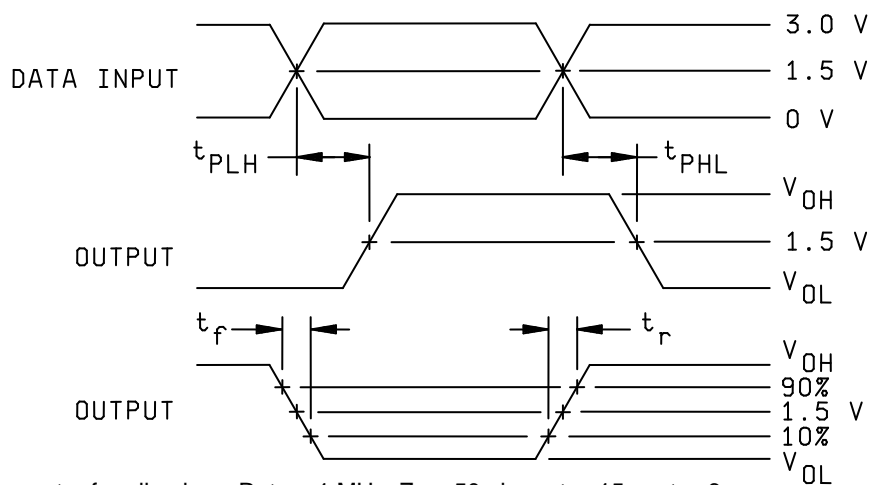 3.0 V
DATA INPUT
1.5 V
0 V
tPLH
tPHL
VOH
OUTPUT
1.5 V
VOL
tf
tr
VOH
90%
OUTPUT
1.5 V
10%
VOL